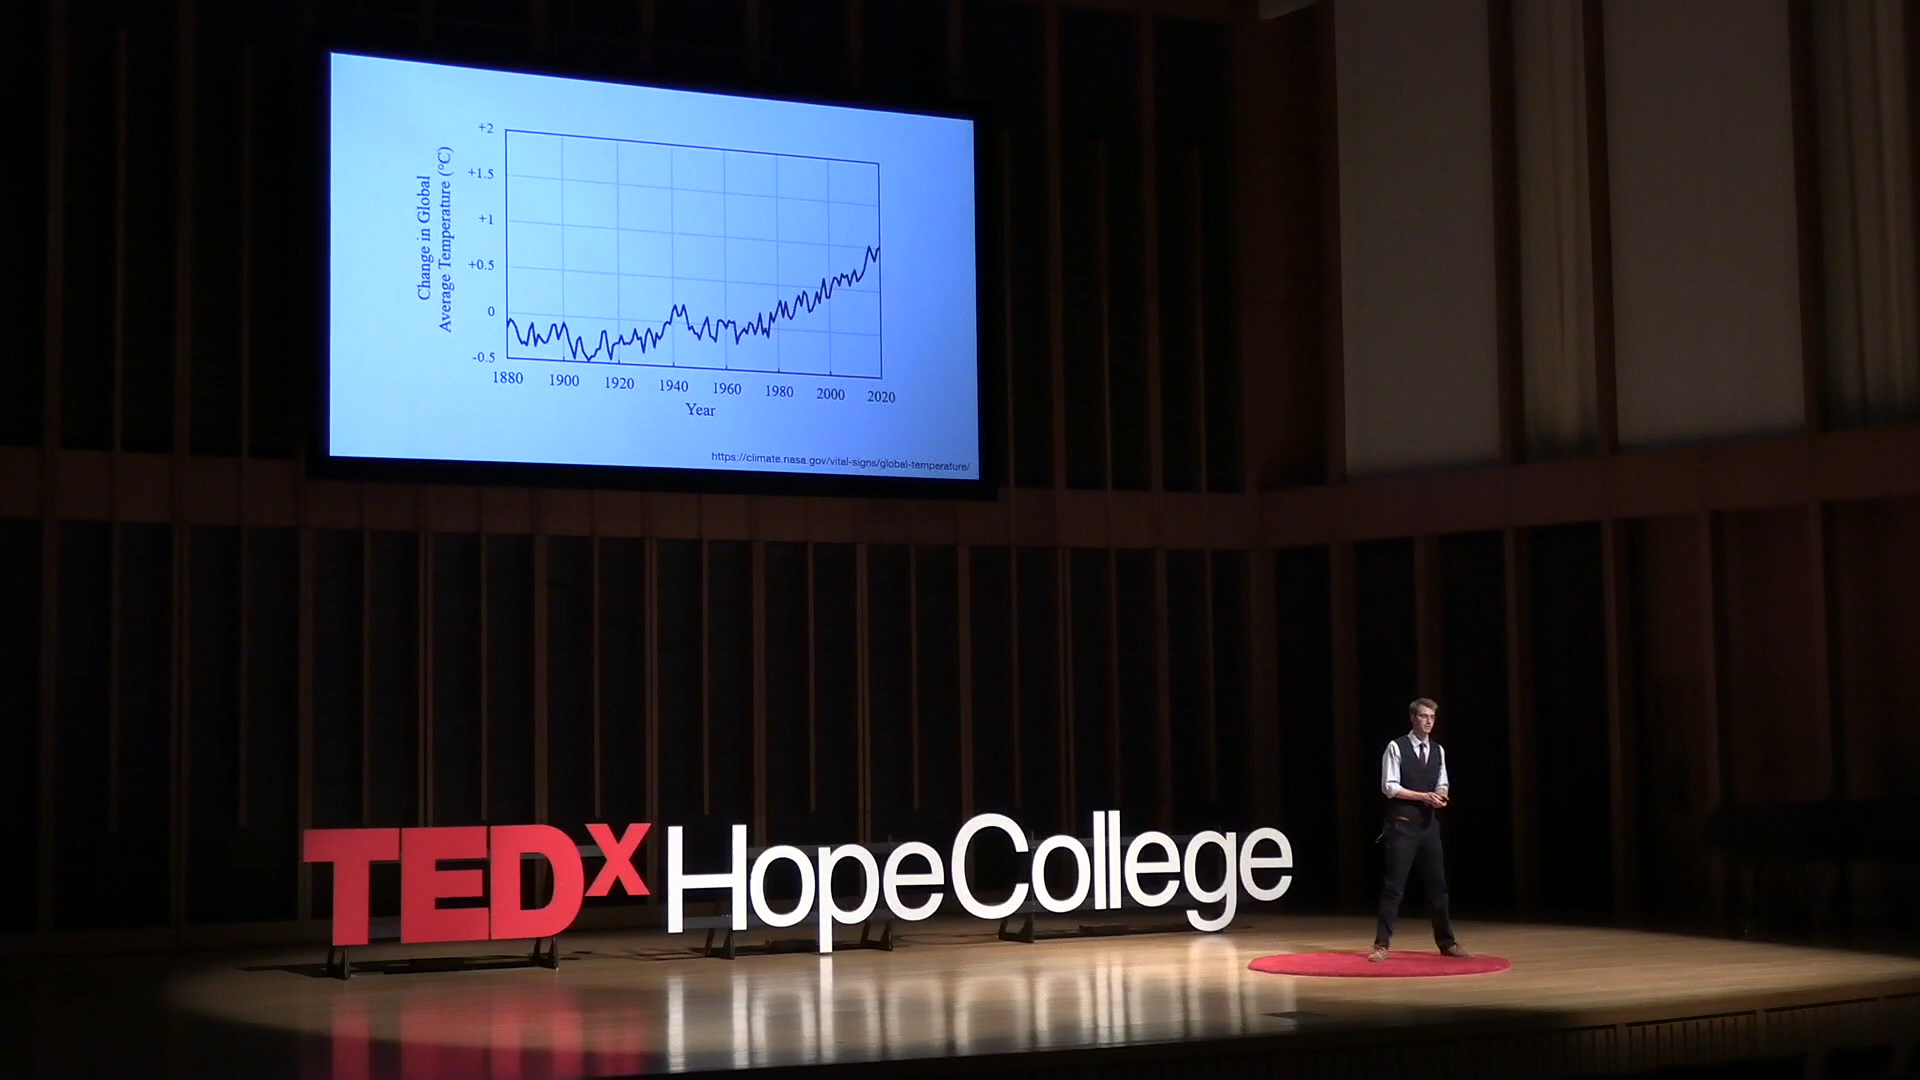 +2
+1.5
+1
+0.5
0
-0.5
Change in Global
Average Temperature (°C)
1880 1900 1920 1940 1960 1980 2000 2020
Year
https://climate.nasa.gov/vital-signs/global-temperature/
TEDx HopeCollege